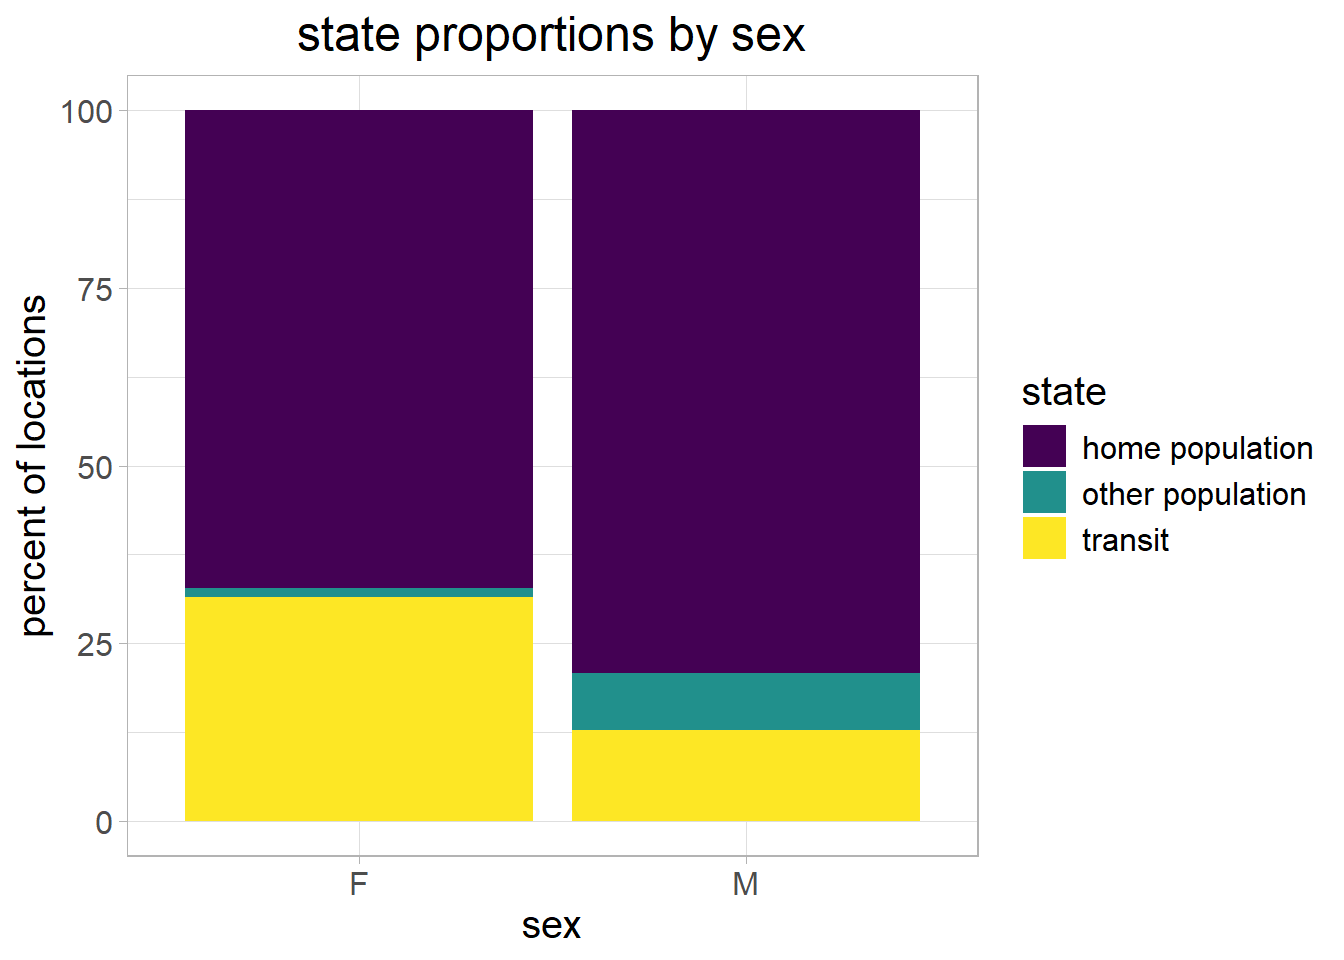 state proportions by sex
percent of locations
100
75
50
25
0
F
M
sex
state
home population
other population
transit